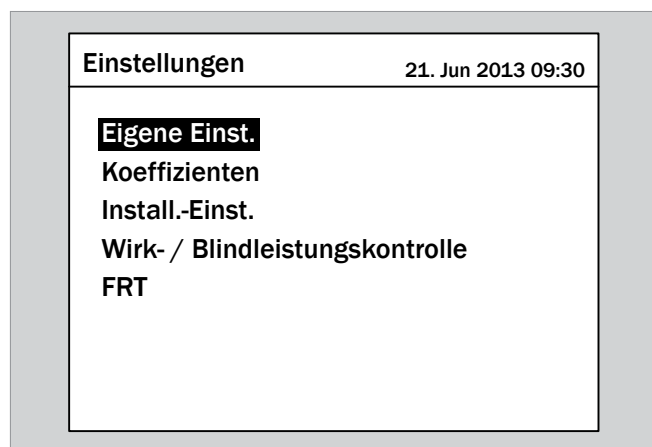 Einstellungen 21. Jun 2013 09:30
Eigene Einst.
Koeffizienten
Install.-Einst.
Wirk- / Blindleistungskontrolle
FRT